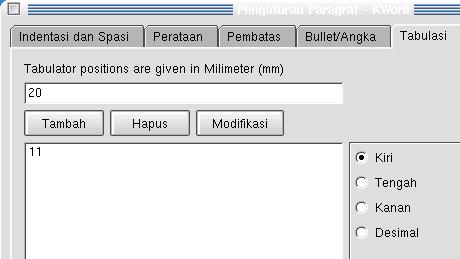 Pengaturan Paragraf - KWord
Indentasi dan Spasi Perataan Pembatas Bullet/Angka Tabulasi
Tabulator positions are given in Milimeter (mm)
20
Tambah Hapus Modifikasi
11
Kiri
Tengah
Kanan
Desimal